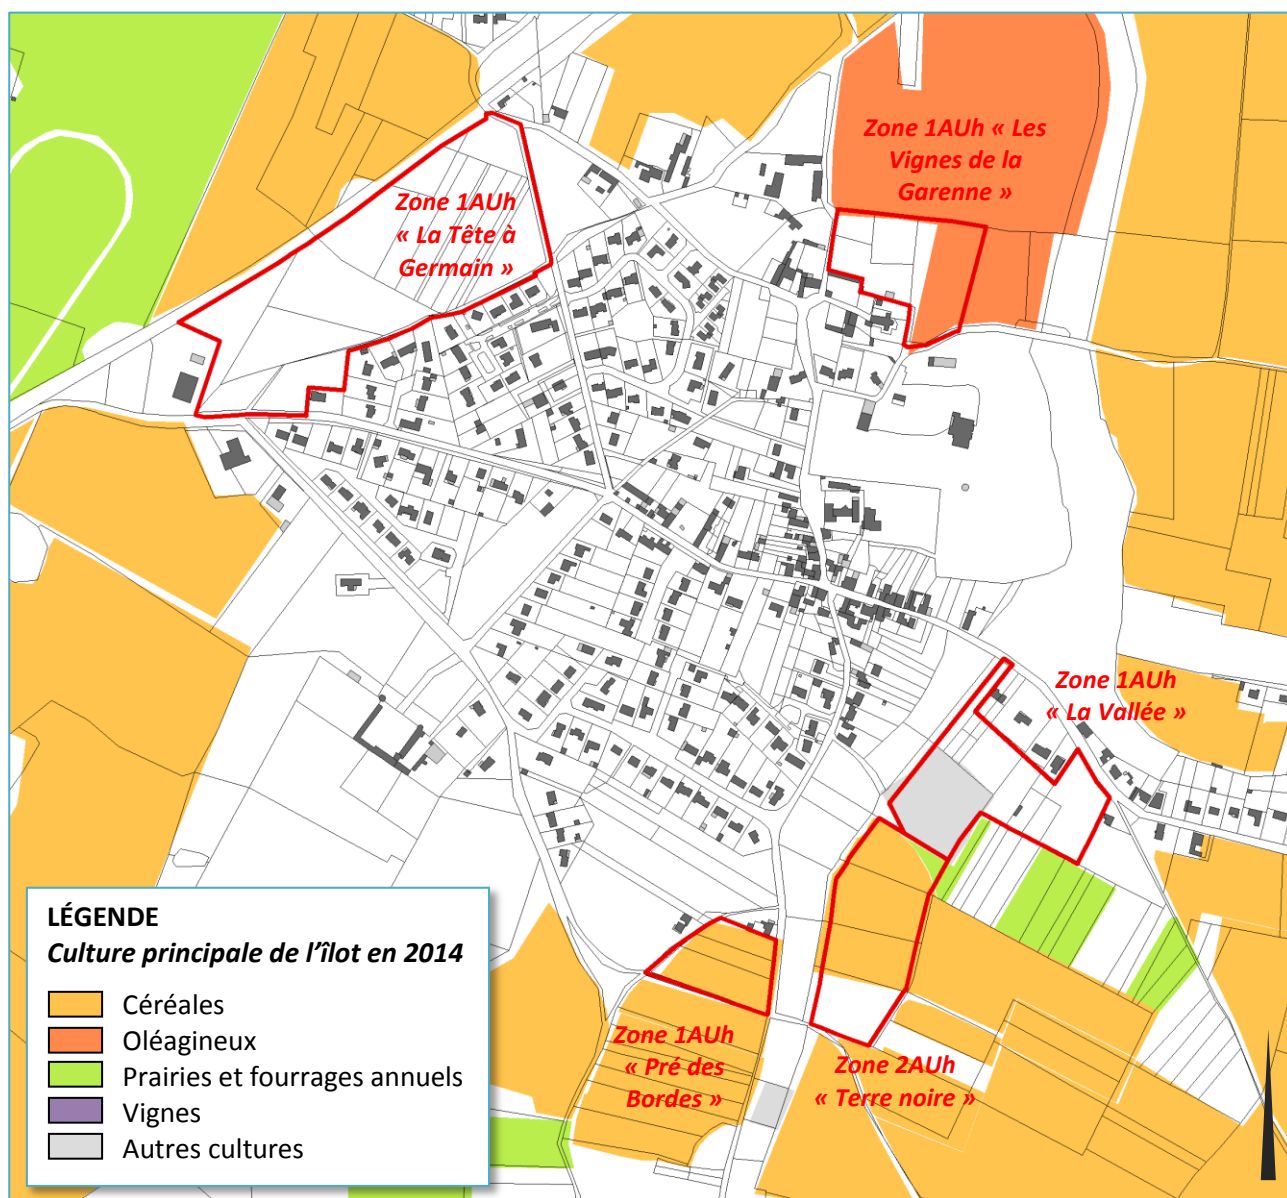 Zone 1AUh « Les
Vignes de la
Garenne »
Zone 1AUh
« La Tête à
Germain »
Zone 1AUh
« La Vallée »
Zone 1AUh
« Pré des
Bordes »
Zone 2AUh
« Terre noire »
LÉGENDE
Culture principale de l’îlot en 2014
Céréales
Oléagineux
Prairies et fourrages annuels
Vignes
Autres cultures